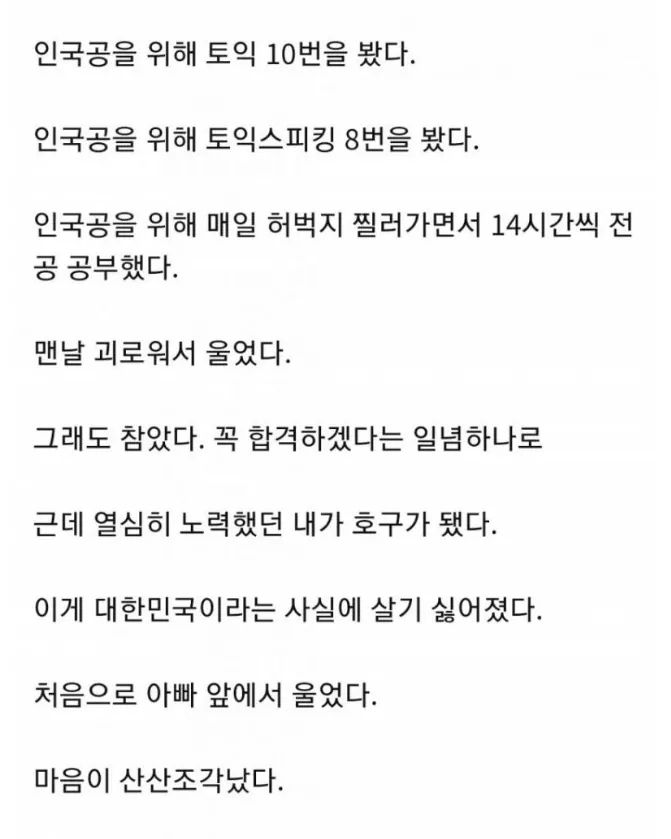 인국공을 위해 토익 10번을 봤다.
인국공을 위해 토익스피킹 8번을 봤다.
인국공을 위해 매일 허벅지 찔러가면서 14시간씩 전
공 공부했다.
맨날 괴로워서 울었다.
그래도 참았다. 꼭 합격하겠다는 일념하나로
근데 열심히 노력했던 내가 호구가 됐다.
이게 대한민국이라는 사실에 살기 싫어졌다.
처음으로 아빠 앞에서 울었다.
마음이 산산조각났다.